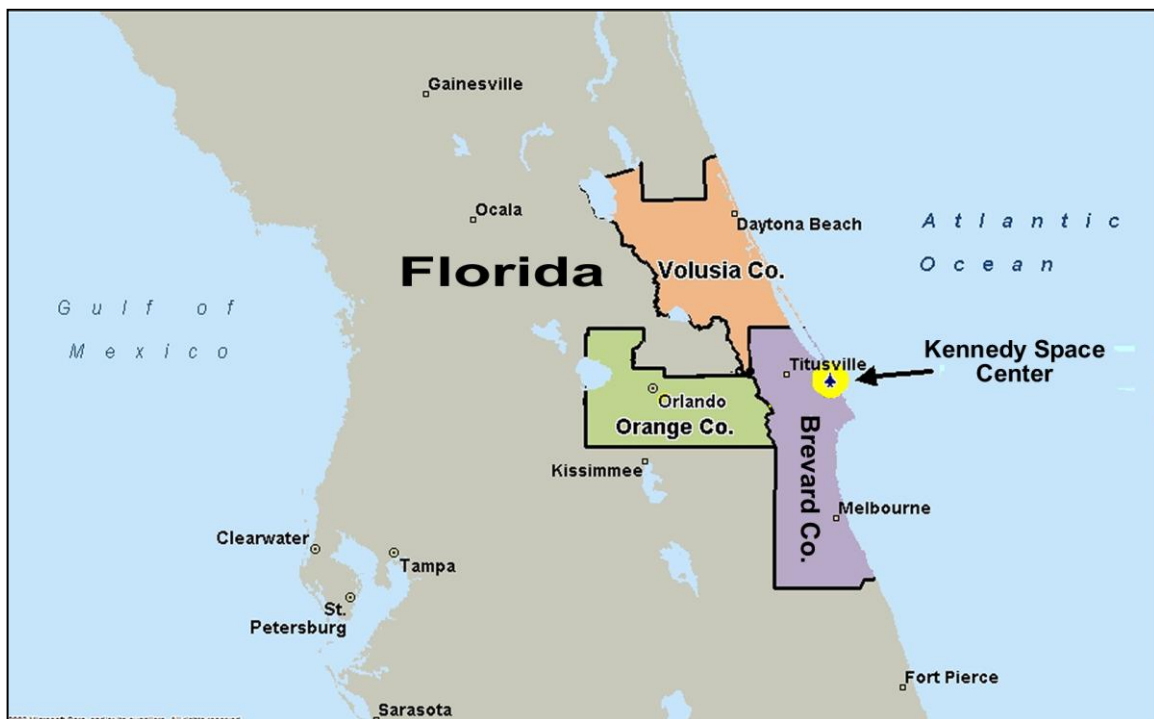 Gainesville
Ocala
Daytona Beach
Atlantic
Ocean
Florida
Volusia Co.
Gulf of
Mexico
Kennedy Space
Center
Titusville
Orlando
Orange Co.
Kissimmee
Brevard Co.
Melbourne
Clearwater
Tampa
St.
Petersburg
Fort Pierce
Sarasota